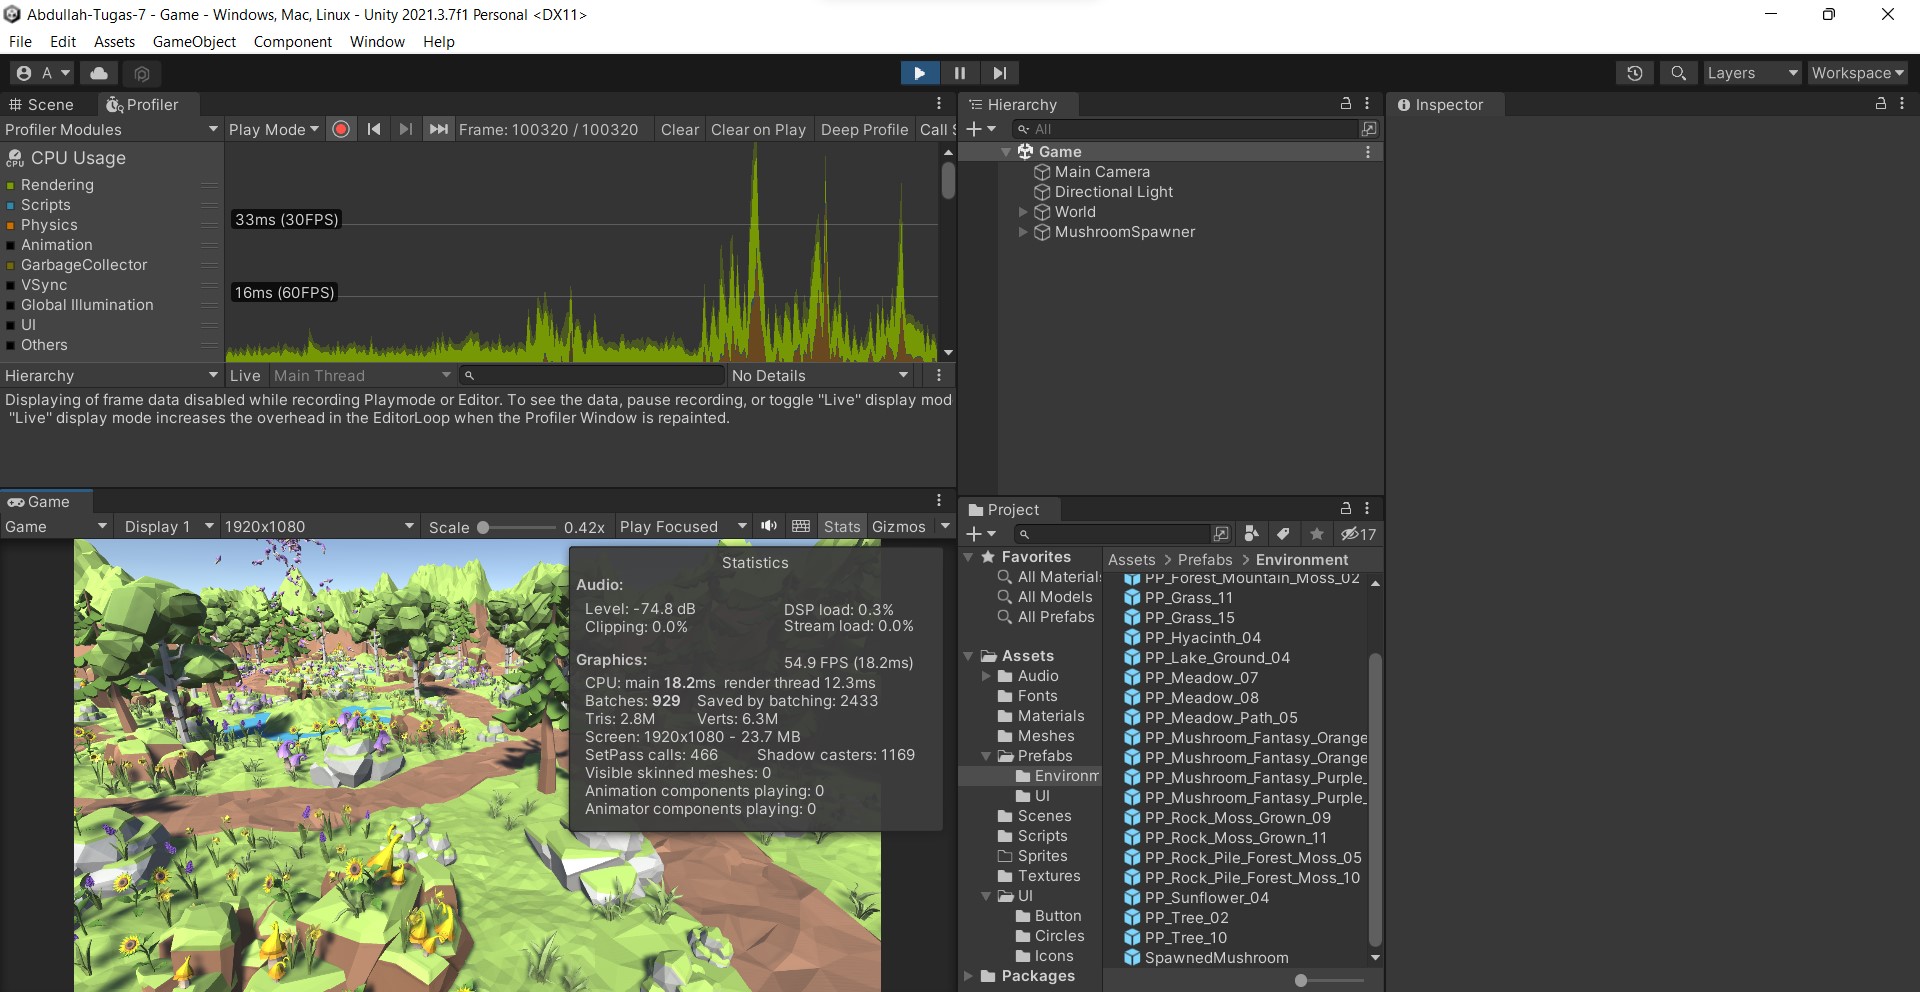 Abdullah-Tugas-7 - Game - Windows, Mac, Linux - Unity 2021.3.7f1 Personal <DX11>
File Edit Assets GameObject Component Window Help
A Layers Workspace
Scene Profiler
Profiler Modules Play Mode Frame: 100320 / 100320 Clear Clear on Play Deep Profile Call S
CPU Usage
Rendering
Scripts
Physics
Animation
GarbageCollector
VSync
Global Illumination
UI
Others
33ms (30FPS)
16ms (60FPS)
Hierarchy Live Main Thread No Details
Displaying of frame data disabled while recording Playmode or Editor. To see the data, pause recording, or toggle "Live" display mod
"Live" display mode increases the overhead in the EditorLoop when the Profiler Window is repainted.
Game
Game Display 1 1920x1080 Scale 0.42x Play Focused Stats Gizmos
Statistics
Audio:
Level: -74.8 dB DSP load: 0.3%
Clipping: 0.0% Stream load: 0.0%
Graphics: 54.9 FPS (18.2ms)
CPU: main 18.2ms render thread 12.3ms
Batches: 929 Saved by batching: 2433
Tris: 2.8M Verts: 6.3M
Screen: 1920x1080 - 23.7 MB
SetPass calls: 466 Shadow casters: 1169
Visible skinned meshes: 0
Animation components playing: 0
Animator components playing: 0
Hierarchy
All
Game
Main Camera
Directional Light
World
MushroomSpawner
Project
17
Favorites
All Materials
All Models
All Prefabs
Assets
Audio
Fonts
Materials
Meshes
Prefabs
Environm
UI
Scenes
Scripts
Sprites
Textures
UI
Button
Circles
Icons
Packages
Assets > Prefabs > Environment
PP_Forest_Mountain_Moss_02
PP_Grass_11
PP_Grass_15
PP_Hyacinth_04
PP_Lake_Ground_04
PP_Meadow_07
PP_Meadow_08
PP_Meadow_Path_05
PP_Mushroom_Fantasy_Orange
PP_Mushroom_Fantasy_Orange
PP_Mushroom_Fantasy_Purple_
PP_Mushroom_Fantasy_Purple_
PP_Rock_Moss_Grown_09
PP_Rock_Moss_Grown_11
PP_Rock_Pile_Forest_Moss_05
PP_Rock_Pile_Forest_Moss_10
PP_Sunflower_04
PP_Tree_02
PP_Tree_10
SpawnedMushroom
Inspector